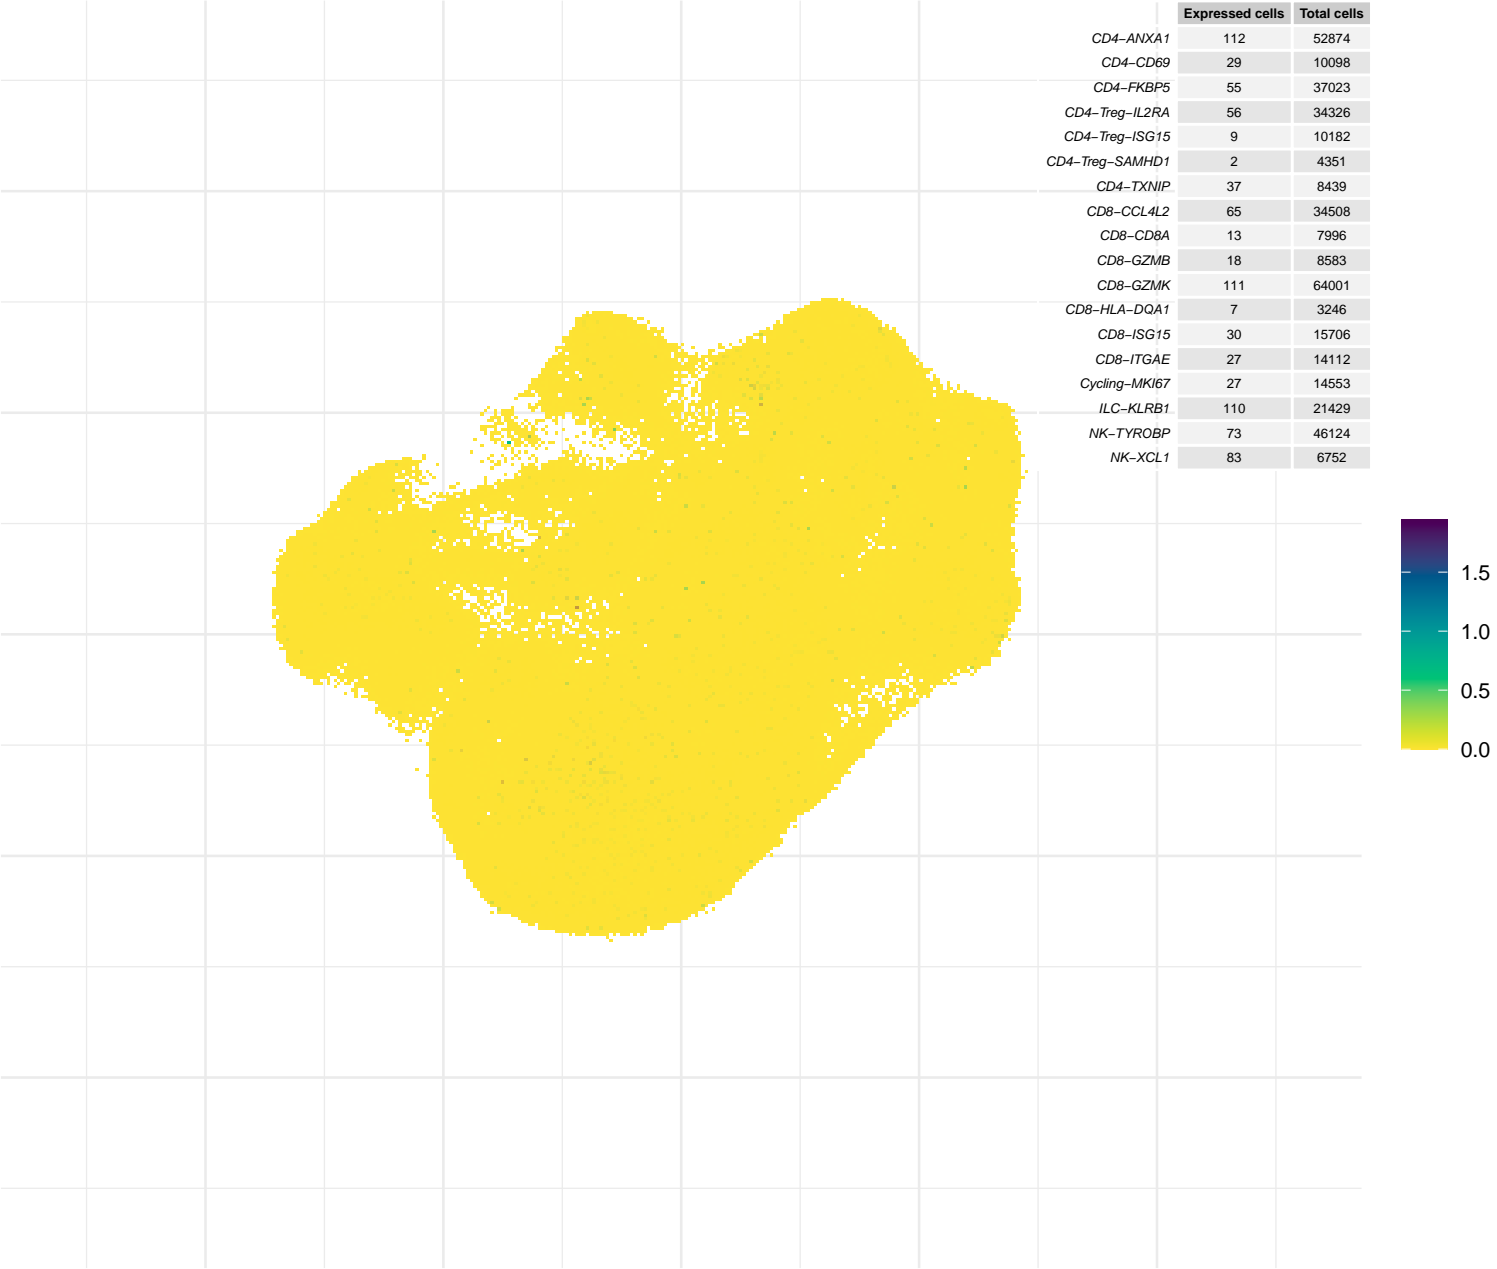 Expressed cells Total cells
CD4−ANXA1 112 52874
CD4−CD69 29 10098
CD4−FKBP5 55 37023
CD4−Treg−IL2RA 56 34326
CD4−Treg−ISG15 9 10182
CD4−Treg−SAMHD1 2 4351
CD4−TXNIP 37 8439
CD8−CCL4L2 65 34508
CD8−CD8A 13 7996
CD8−GZMB 18 8583
CD8−GZMK 111 64001
CD8−HLA−DQA1 7 3246
CD8−ISG15 30 15706
CD8−ITGAE 27 14112
Cycling−MKI67 27 14553
ILC−KLRB1 110 21429
NK−TYROBP 73 46124
NK−XCL1 83 6752
1.5
1.0
0.5
0.0